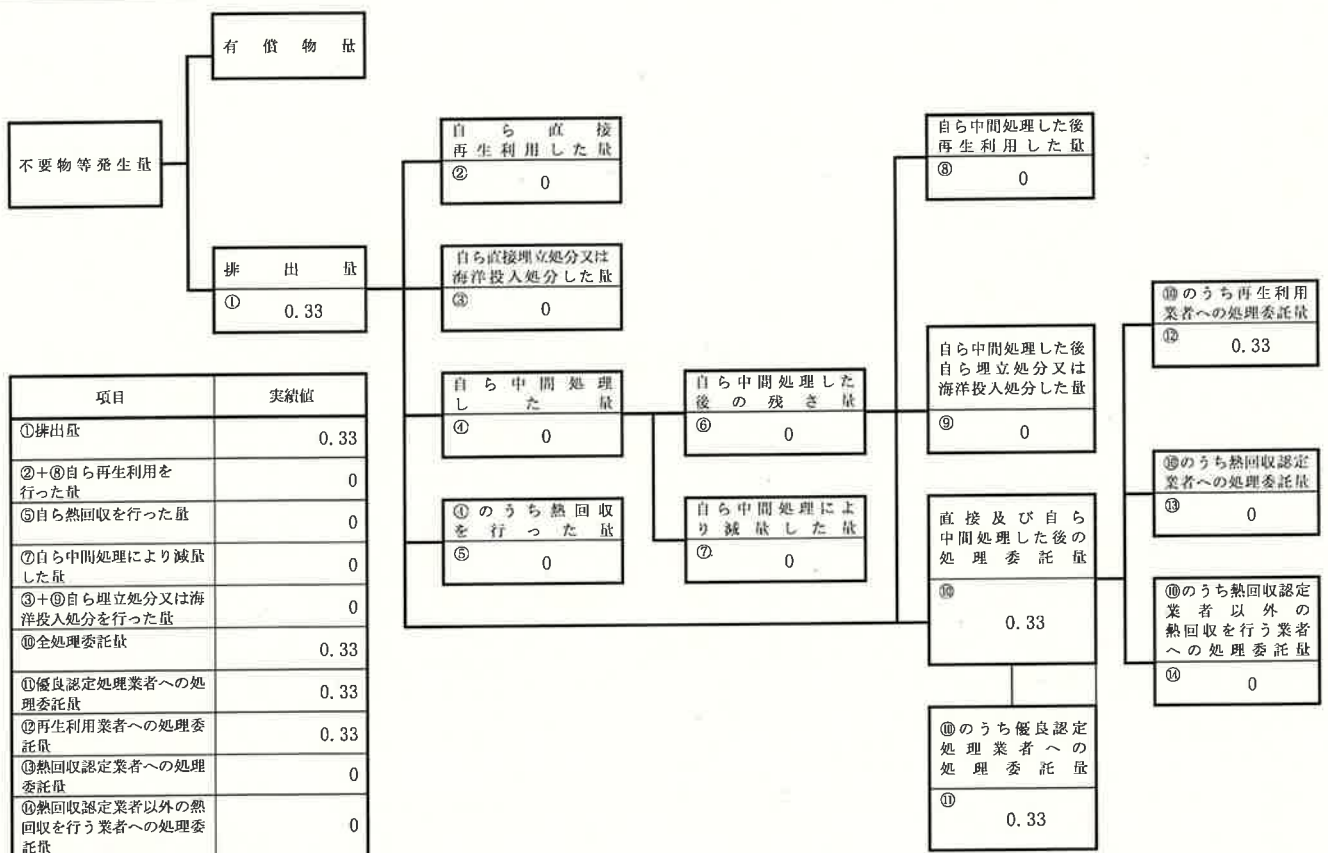 有償物量
不要物等発生量
排出量
① 0.33
自ら直接
再生利用した量
② 0
自ら直接埋立処分又は
海洋投入処分した量
③ 0
自ら中間処理
した量
④ 0
④のうち熱回収
を行った量
⑤ 0
自ら中間処理した
後の残さ量
⑥ 0
自ら中間処理によ
り減量した量
⑦ 0
自ら中間処理した後
再生利用した量
⑧ 0
自ら中間処理した後
自ら埋立処分又は
海洋投入処分した量
⑨ 0
直接及び自ら
中間処理した後の
処理委託量
⑩
0.33
⑩のうち優良認定
処理業者への
処理委託量
⑪
0.33
⑩のうち再生利用
業者への処理委託量
⑫ 0.33
⑩のうち熱回収認定
業者への処理委託量
⑬ 0
⑩のうち熱回収認定
業者以外の
熱回収を行う業者
への処理委託量
⑭ 0
項目 実績値
①排出量 0.33
②+⑧自ら再生利用を
行った量 0
⑤自ら熱回収を行った量 0
⑦自ら中間処理により減量
した量 0
③+⑨自ら埋立処分又は海
洋投入処分を行った量 0
⑩全処理委託量 0.33
⑪優良認定処理業者への処
理委託量 0.33
⑫再生利用業者への処理委
託量 0.33
⑬熱回収認定業者への処理
委託量 0
⑭熱回収認定業者以外の熱
回収を行う業者への処理委
託量 0